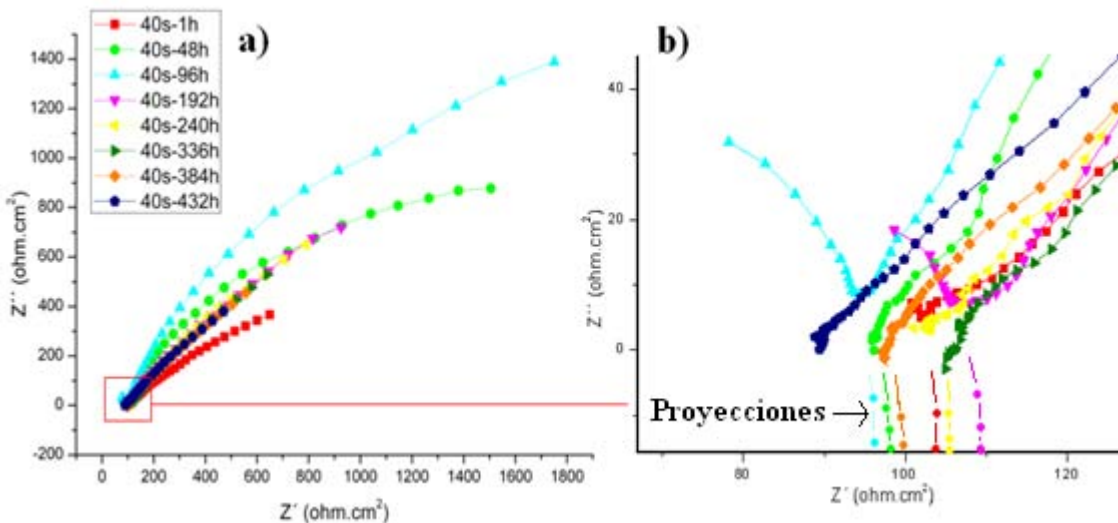 a)
40s-1h
40s-48h
40s-96h
40s-192h
40s-240h
40s-336h
40s-384h
40s-432h
Z´´ (ohm.cm²)
1400
1200
1000
800
600
400
200
0
-200
0 200 400 600 800 1000 1200 1400 1600 1800
Z´ (ohm.cm²)
b)
Z´´ (ohm.cm²)
40
20
0
Proyecciones
80 100 120
Z´ (ohm.cm²)